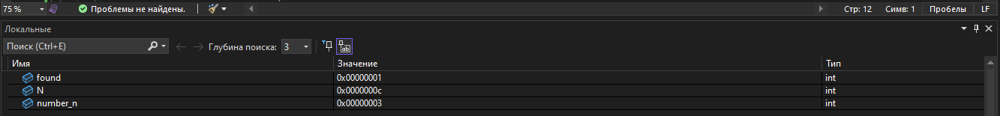 75 % Проблемы не найдены. Стр: 12 Симв: 1 Пробелы LF
Локальные
Поиск (Ctrl+E) Глубина поиска: 3
Имя Значение Тип
found 0x00000001 int
N 0x0000000c int
number_n 0x00000003 int